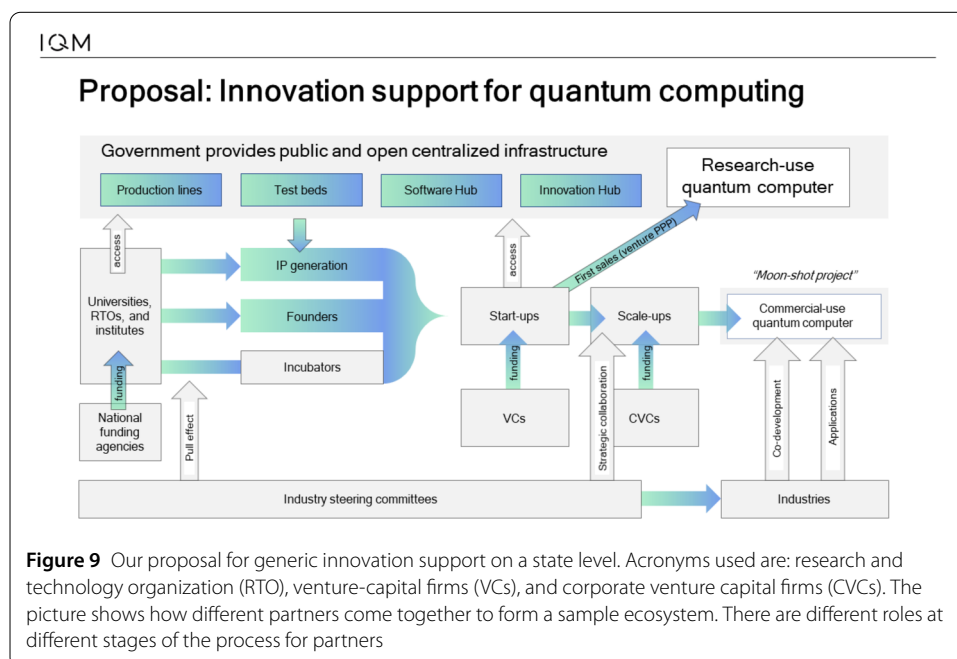 IQM
Proposal: Innovation support for quantum computing
Government provides public and open centralized infrastructure
Production lines
Test beds
Software Hub
Innovation Hub
Research-use
quantum computer
access
access
First sales (venture PPP)
IP generation
Universities,
RTOs, and
institutes
Founders
Incubators
Start-ups
Scale-ups
"Moon-shot project"
Commercial-use
quantum computer
funding
funding
funding
National
funding
agencies
Pull effect
VCs
Strategic collaboration
CVCs
Co-development
Applications
Industry steering committees
Industries
Figure 9 Our proposal for generic innovation support on a state level. Acronyms used are: research and
technology organization (RTO), venture-capital firms (VCs), and corporate venture capital firms (CVCs). The
picture shows how different partners come together to form a sample ecosystem. There are different roles at
different stages of the process for partners